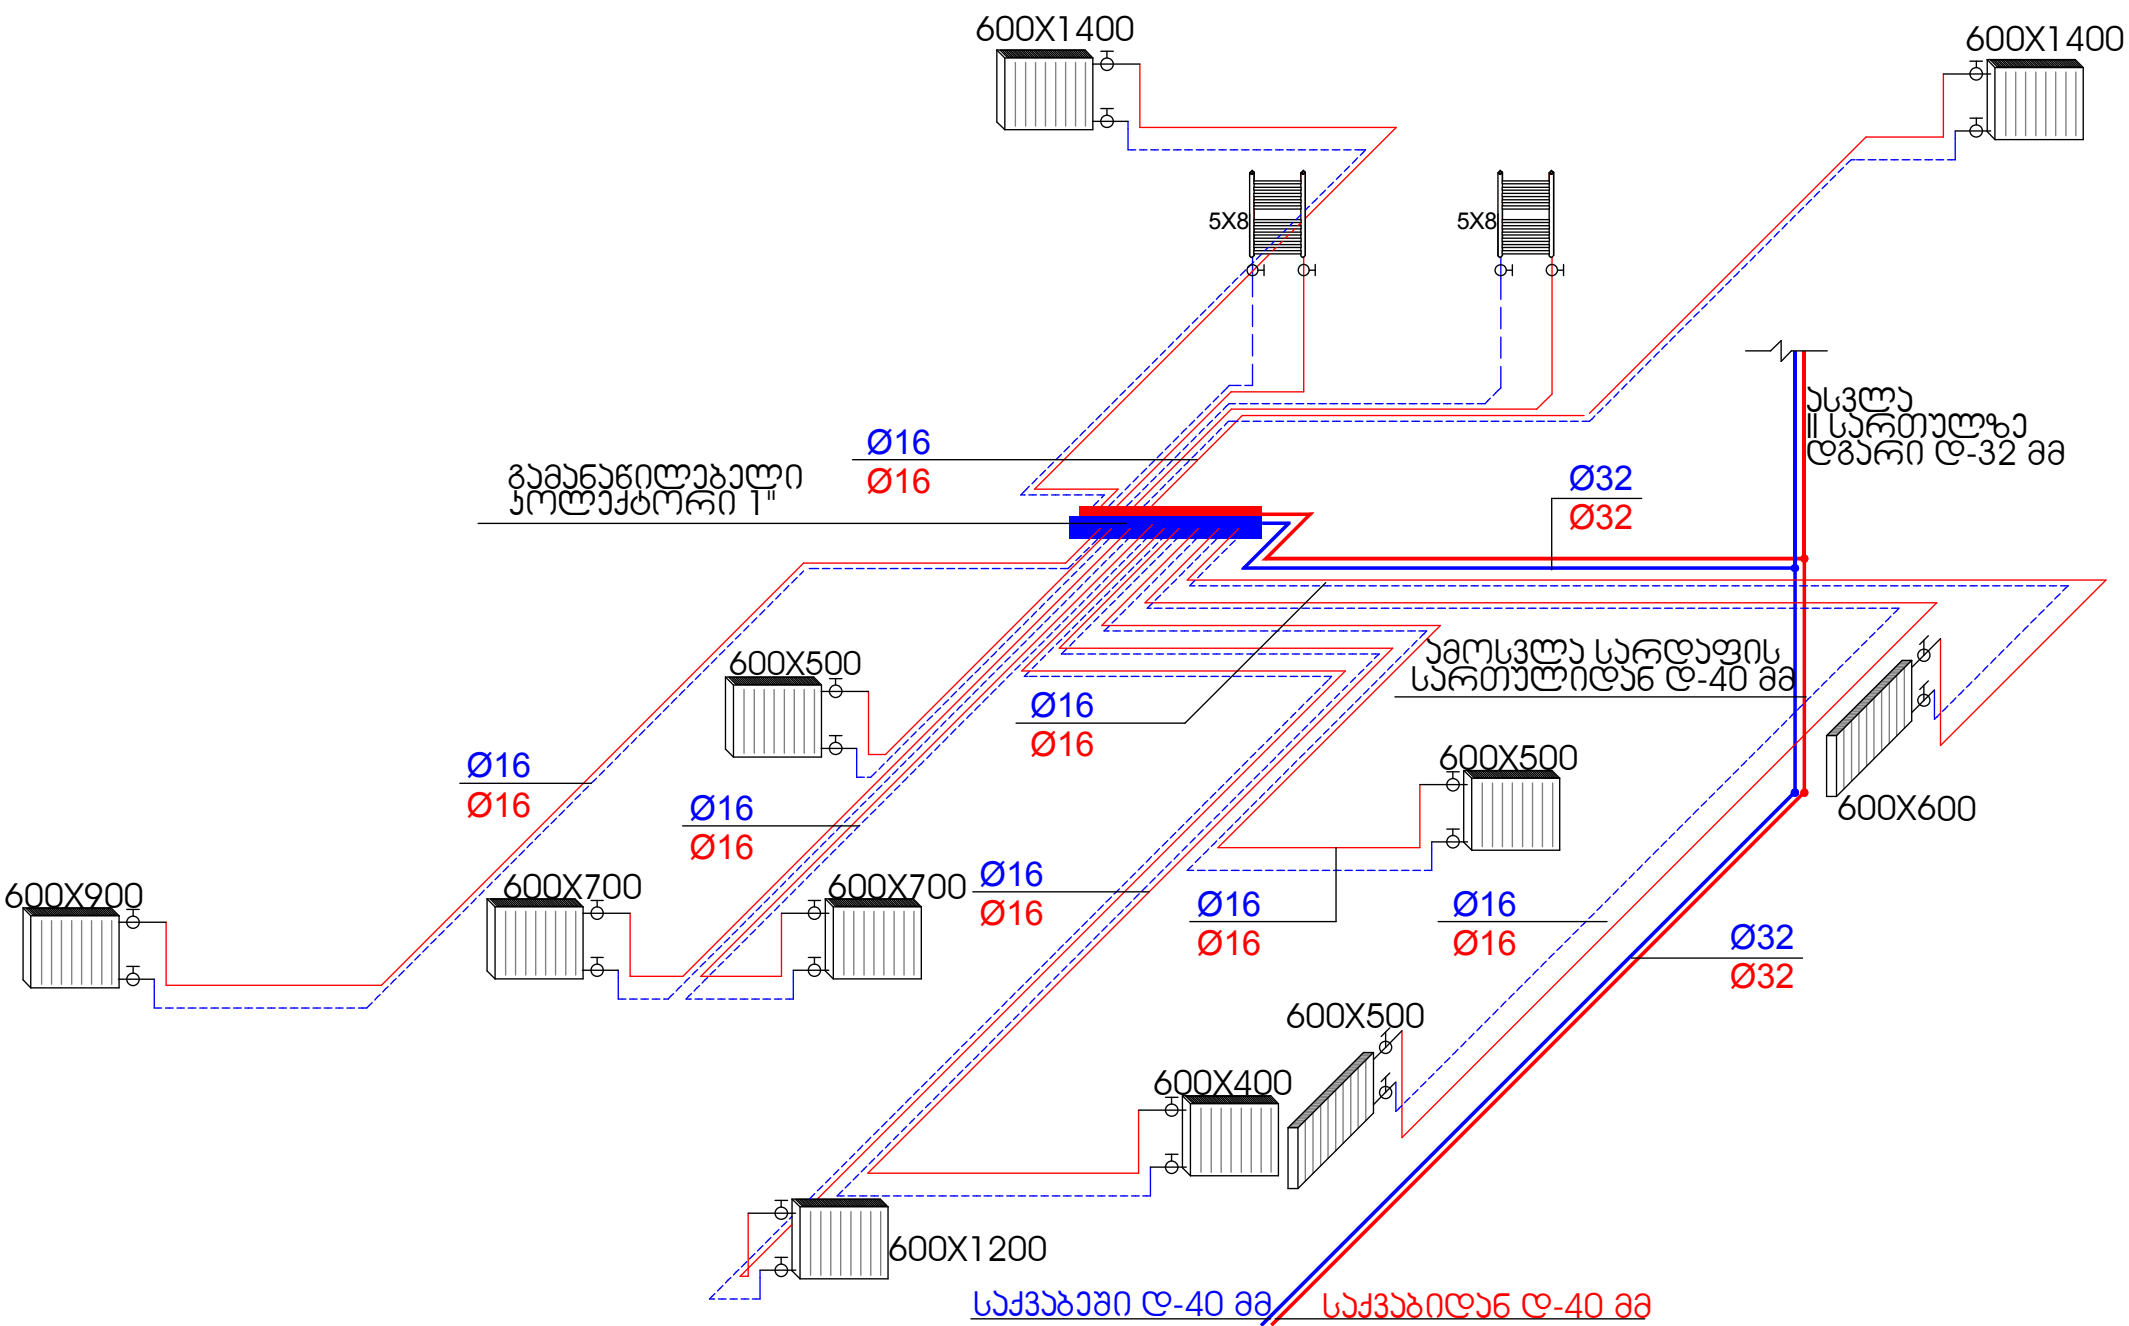 600X1400
600X1400
5X8
5X8
ასვლა
II სართულზე
დგარი დ-32 მმ
Ø16
Ø16
გამანაწილებელი
კოლექტორი 1"
Ø32
Ø32
ამოსვლა სარდაფის
სართულიდან დ-40 მმ
600X500
Ø16
Ø16
600X500
Ø16
Ø16
Ø16
Ø16
600X600
600X900
600X700
600X700
Ø16
Ø16
Ø16
Ø16
Ø16
Ø16
Ø32
Ø32
600X500
600X400
600X1200
საქვაბეში დ-40 მმ
საქვაბიდან დ-40 მმ